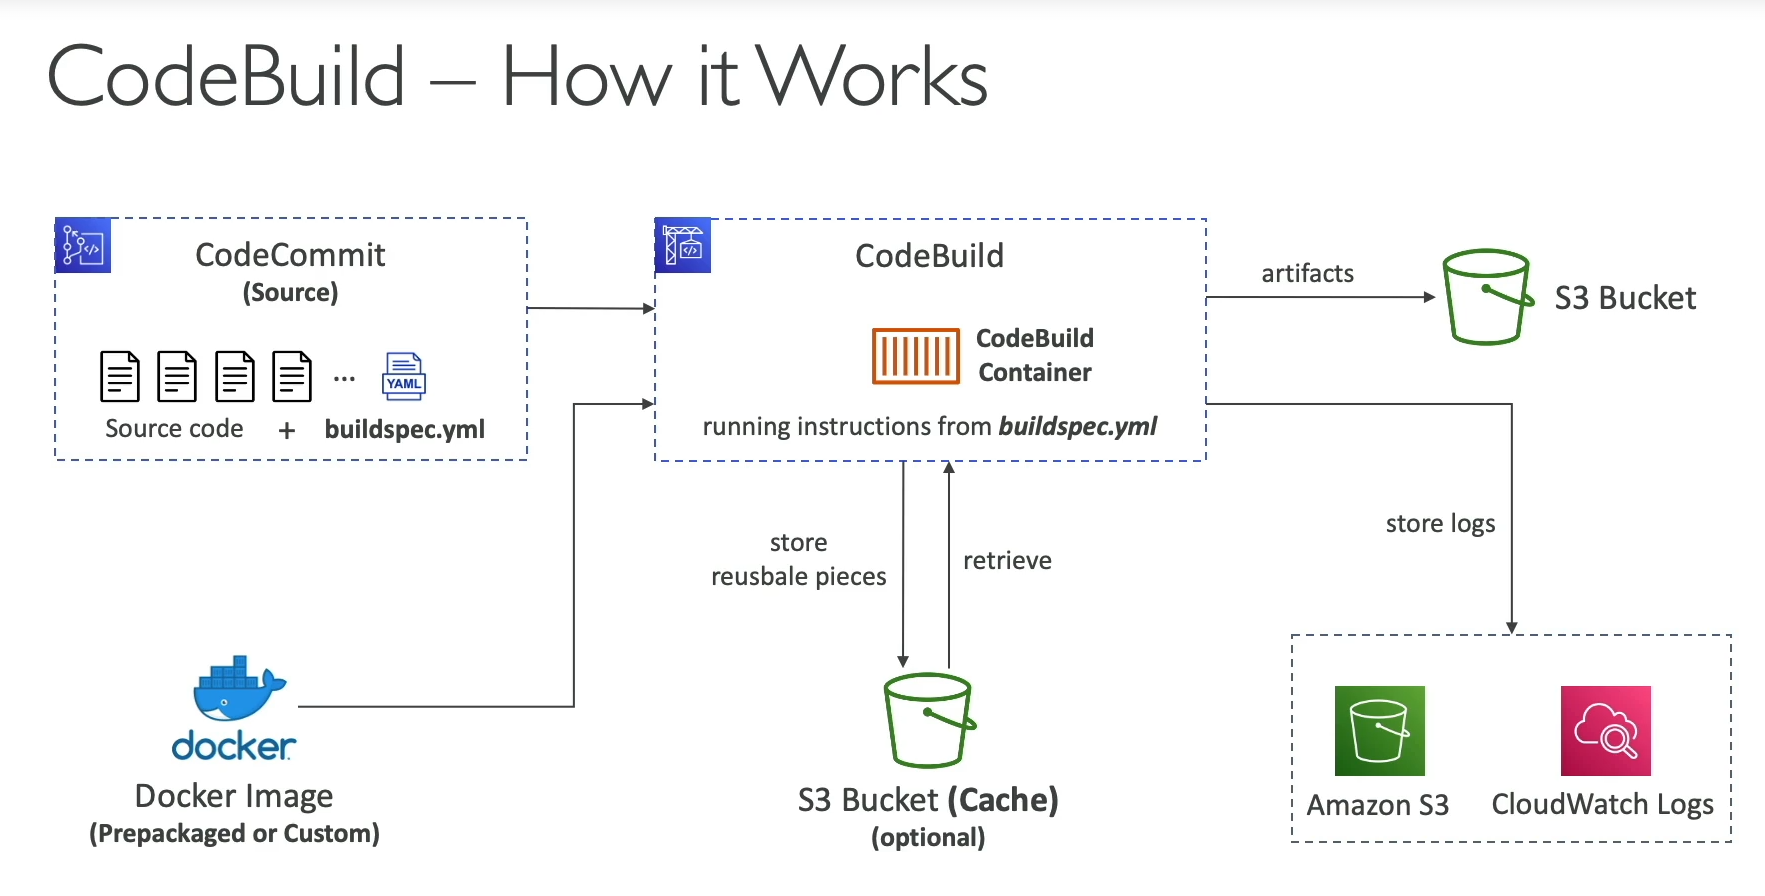 CodeBuild – How it Works
CodeCommit
(Source)
...
YAML
Source code + buildspec.yml
CodeBuild
CodeBuild
Container
running instructions from buildspec.yml
artifacts
S3 Bucket
store
reusbale pieces
retrieve
store logs
docker
Docker Image
(Prepackaged or Custom)
S3 Bucket (Cache)
(optional)
Amazon S3
CloudWatch Logs